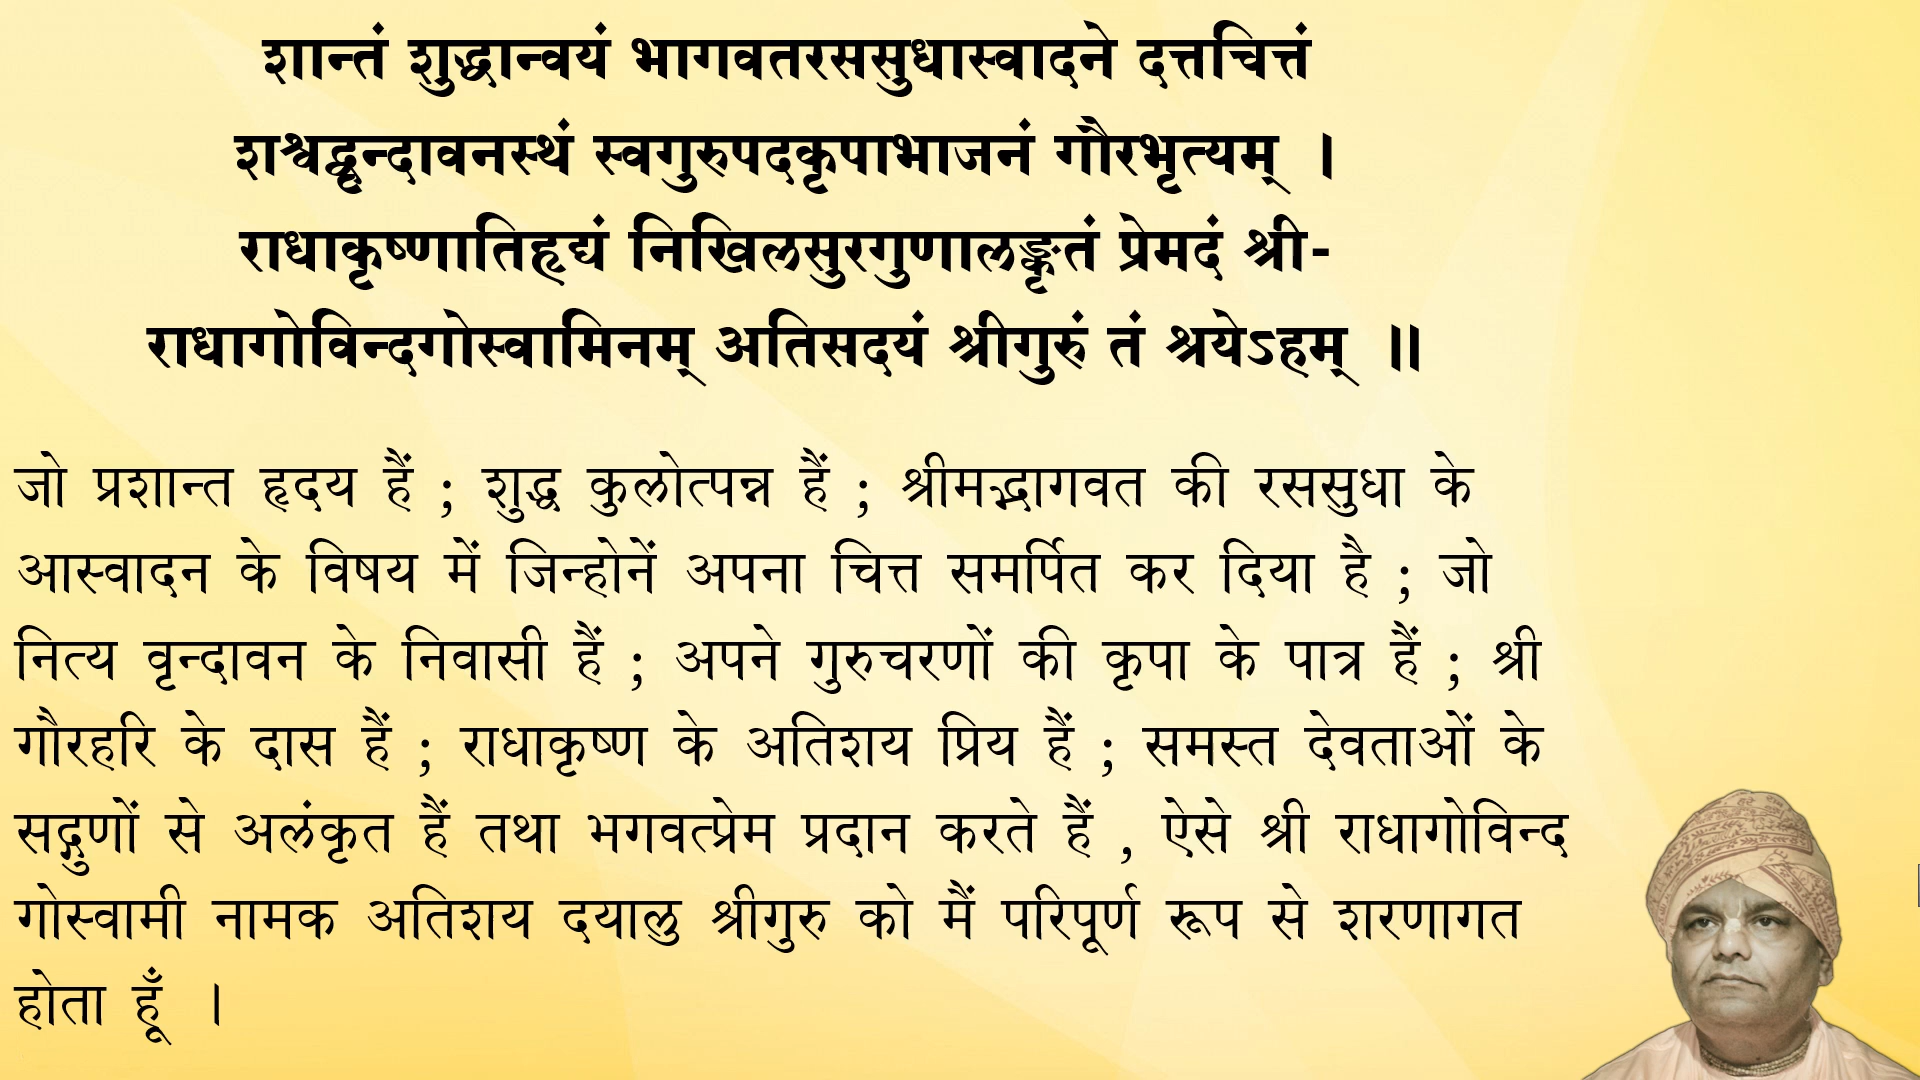 शान्तं शुद्धान्वयं भागवतरससुधास्वादने दत्तचित्तं
शश्वद्वृन्दावनस्थं स्वगुरुपदकृपाभाजनं गौरभृत्यम् ।
राधाकृष्णातिहृद्यं निखिलसुरगुणालङ्कृतं प्रेमदं श्री-
राधागोविन्दगोस्वामिनम् अतिसदयं श्रीगुरुं तं श्रयेऽहम् ॥
जो प्रशान्त हृदय हैं ; शुद्ध कुलोत्पन्न हैं ; श्रीमद्भागवत की रससुधा के
आस्वादन के विषय में जिन्होनें अपना चित्त समर्पित कर दिया है ; जो
नित्य वृन्दावन के निवासी हैं ; अपने गुरुचरणों की कृपा के पात्र हैं ; श्री
गौरहरि के दास हैं ; राधाकृष्ण के अतिशय प्रिय हैं ; समस्त देवताओं के
सद्गुणों से अलंकृत हैं तथा भगवत्प्रेम प्रदान करते हैं , ऐसे श्री राधागोविन्द
गोस्वामी नामक अतिशय दयालु श्रीगुरु को मैं परिपूर्ण रूप से शरणागत
होता हूँ ।